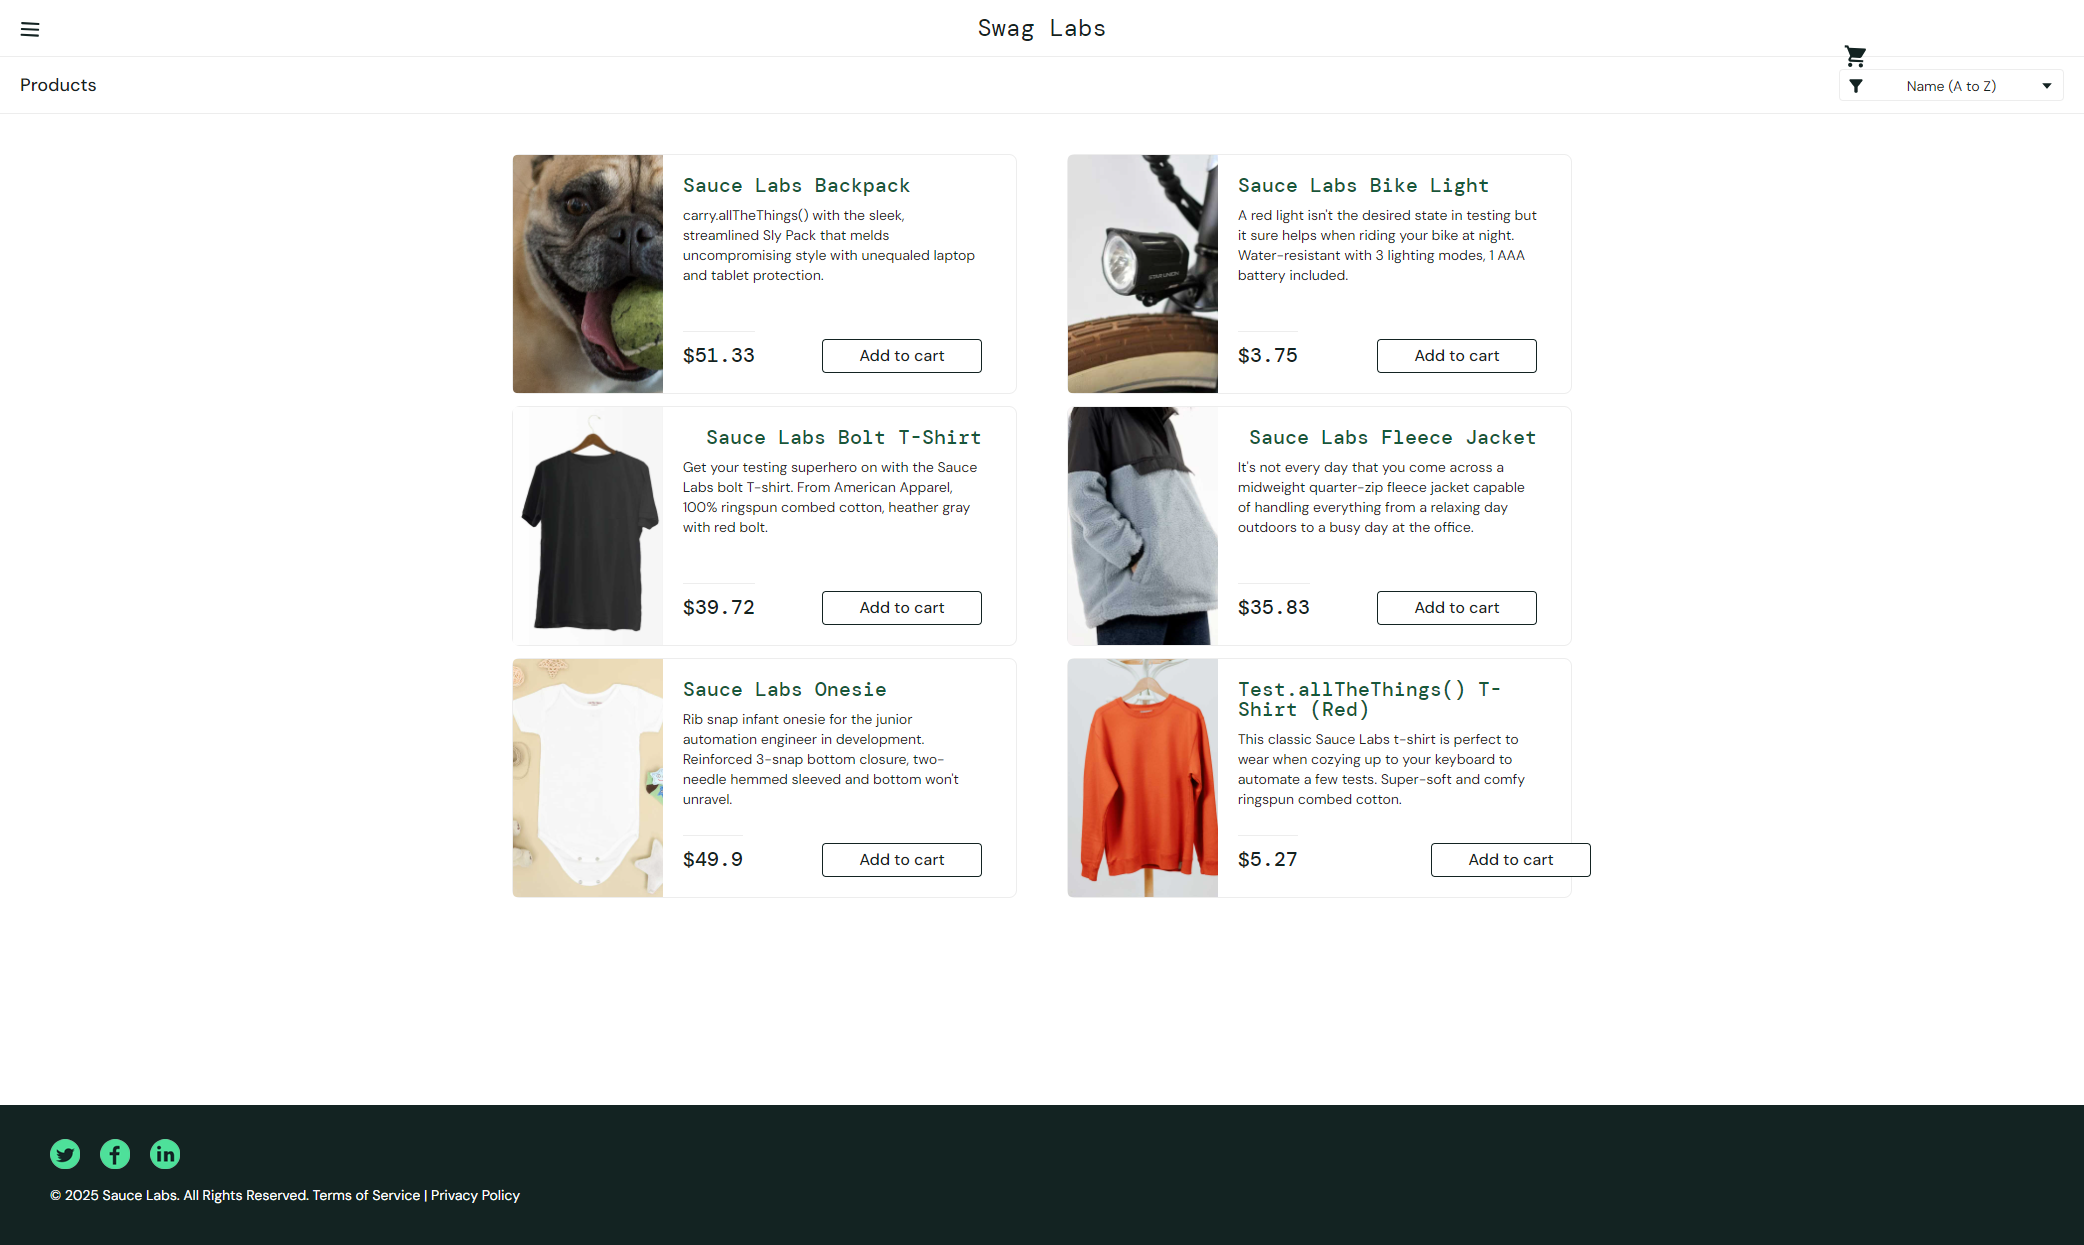 Swag Labs
Products
Name (A to Z)
Sauce Labs Backpack
carry.allTheThings() with the sleek,
streamlined Sly Pack that melds
uncompromising style with unequaled laptop
and tablet protection.
$51.33
Add to cart
Sauce Labs Bike Light
A red light isn't the desired state in testing but
it sure helps when riding your bike at night.
Water-resistant with 3 lighting modes, 1 AAA
battery included.
$3.75
Add to cart
Sauce Labs Bolt T-Shirt
Get your testing superhero on with the Sauce
Labs bolt T-shirt. From American Apparel,
100% ringspun combed cotton, heather gray
with red bolt.
$39.72
Add to cart
Sauce Labs Fleece Jacket
It's not every day that you come across a
midweight quarter-zip fleece jacket capable
of handling everything from a relaxing day
outdoors to a busy day at the office.
$35.83
Add to cart
Sauce Labs Onesie
Rib snap infant onesie for the junior
automation engineer in development.
Reinforced 3-snap bottom closure, two-
needle hemmed sleeved and bottom won't
unravel.
$49.9
Add to cart
Test.allTheThings() T-
Shirt (Red)
This classic Sauce Labs t-shirt is perfect to
wear when cozying up to your keyboard to
automate a few tests. Super-soft and comfy
ringspun combed cotton.
$5.27
Add to cart
© 2025 Sauce Labs. All Rights Reserved. Terms of Service | Privacy Policy